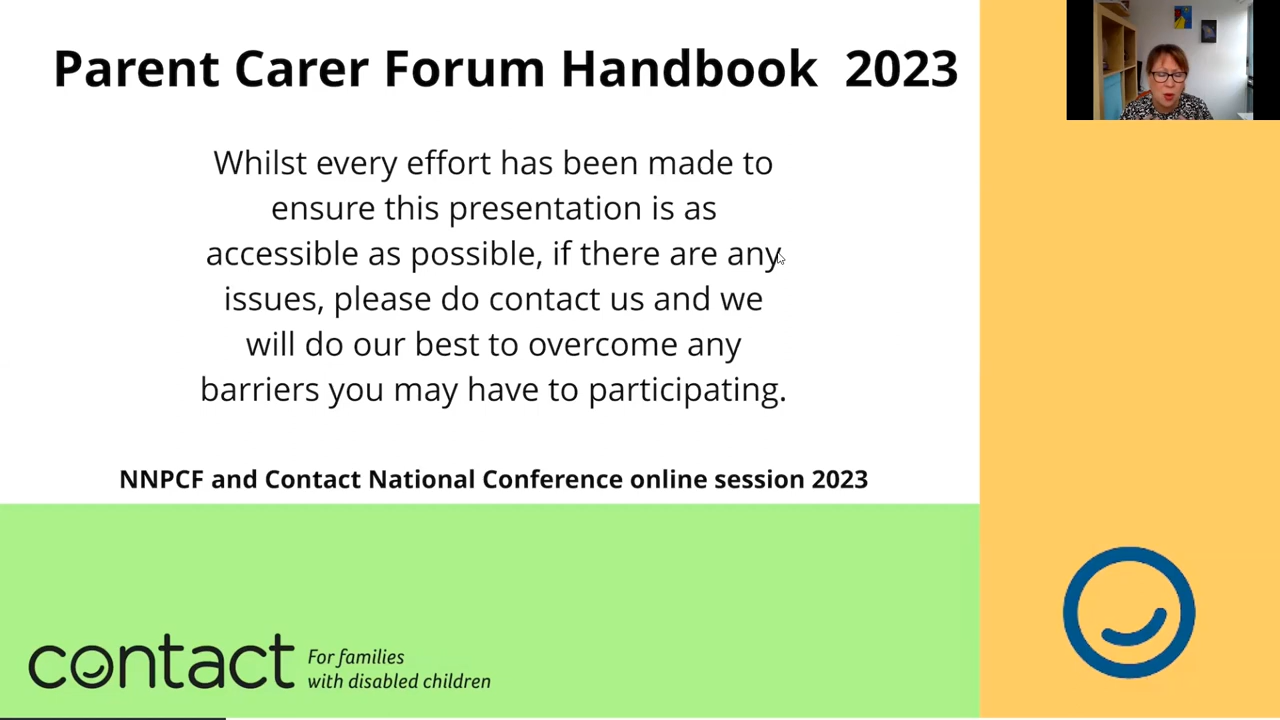 Parent Carer Forum Handbook 2023
Whilst every effort has been made to
ensure this presentation is as
accessible as possible, if there are any
issues, please do contact us and we
will do our best to overcome any
barriers you may have to participating.
NNPCF and Contact National Conference online session 2023
contact
For families
with disabled children